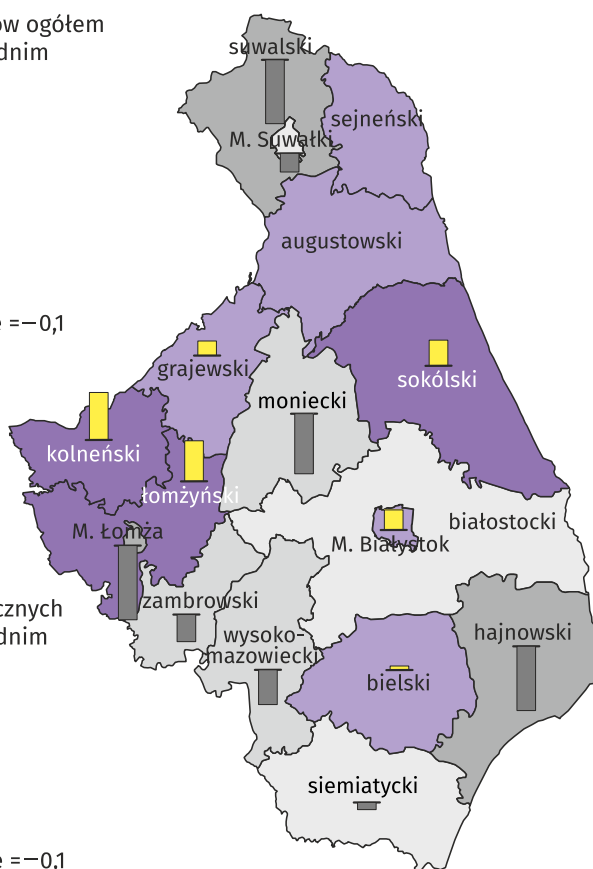 ów ogółem
dnim
suwalski
M. Suwałki
sejneński
augustowski
e =−0,1
grajewski
sokólski
moniecki
kolneński
łomżyński
M. Łomża
białostocki
M. Białystok
cznych
dnim
zambrowski
wysoko-
mazowiecki
hajnowski
bielski
siemiatycki
e =−0,1